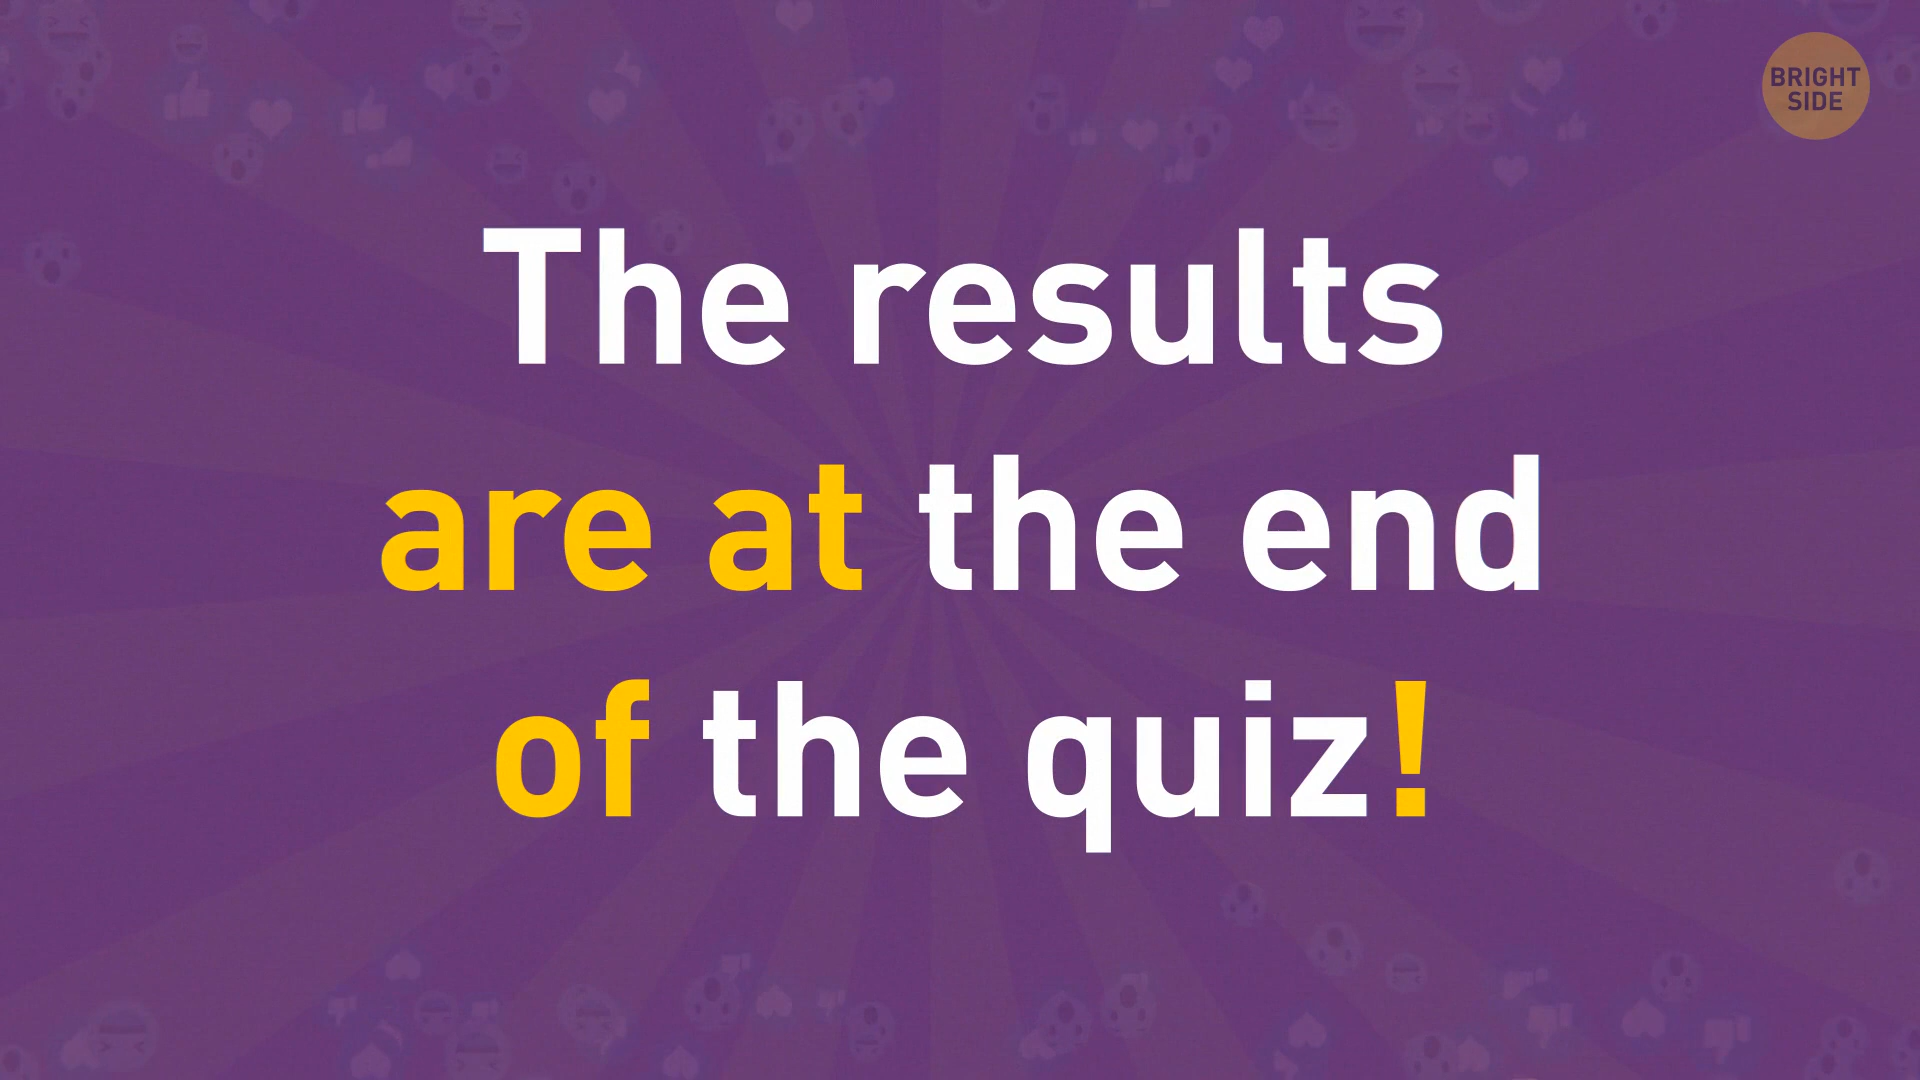 BRIGHT
SIDE
The results
are at the end
of the quiz!